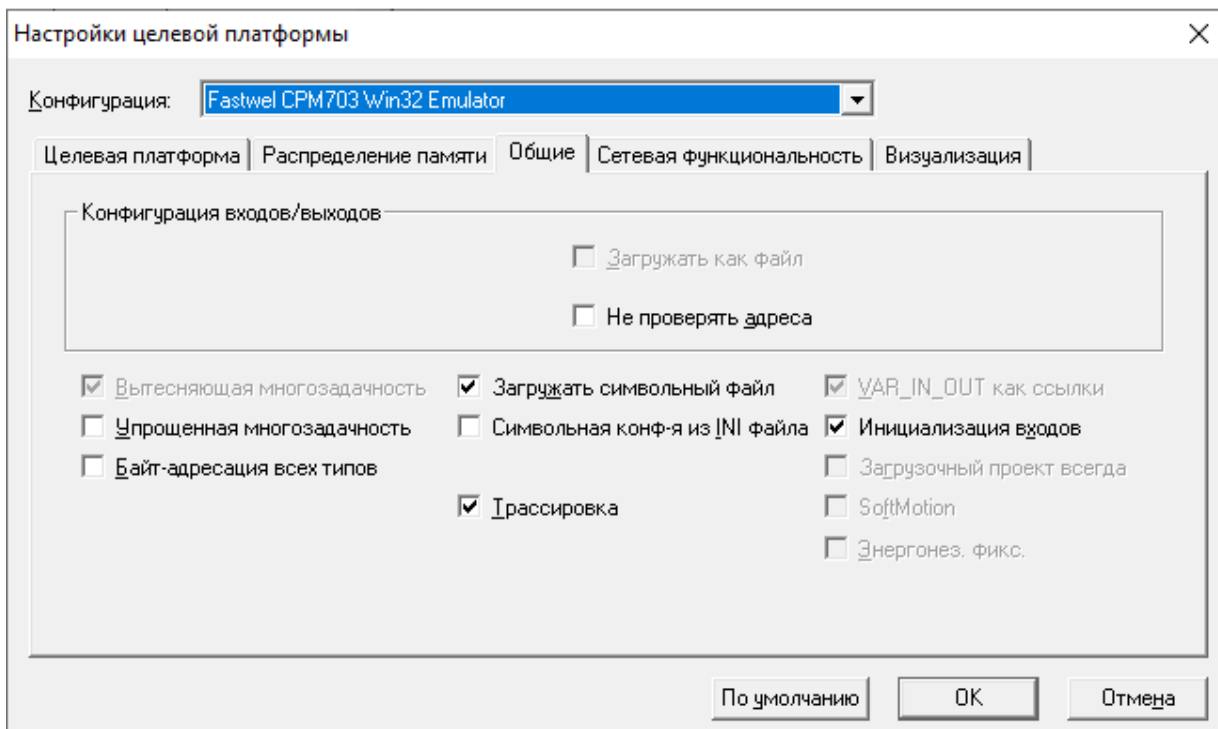 Настройки целевой платформы
Конфигурация: Fastwel CPM703 Win32 Emulator
Целевая платформа Распределение памяти Общие Сетевая функциональность Визуализация
Конфигурация входов/выходов
Загружать как файл
Не проверять адреса
Вытесняющая многозадачность Загружать символьный файл VAR_IN_OUT как ссылки
Упрощенная многозадачность Символьная конф-я из INI файла Инициализация входов
Байт-адресация всех типов Загрузочный проект всегда
Трассировка SoftMotion
Энергонез. фикс.
По умолчанию OK Отмена